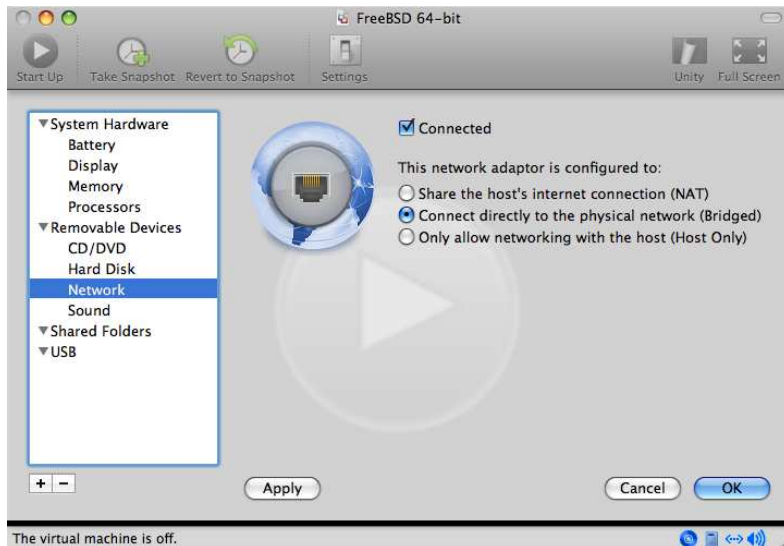 FreeBSD 64-bit
Start Up Take Snapshot Revert to Snapshot Settings Unity Full Screen
System Hardware
Battery
Display
Memory
Processors
Removable Devices
CD/DVD
Hard Disk
Network
Sound
Shared Folders
USB
Connected
This network adaptor is configured to:
Share the host's internet connection (NAT)
Connect directly to the physical network (Bridged)
Only allow networking with the host (Host Only)
+ −
Apply
Cancel
OK
The virtual machine is off.